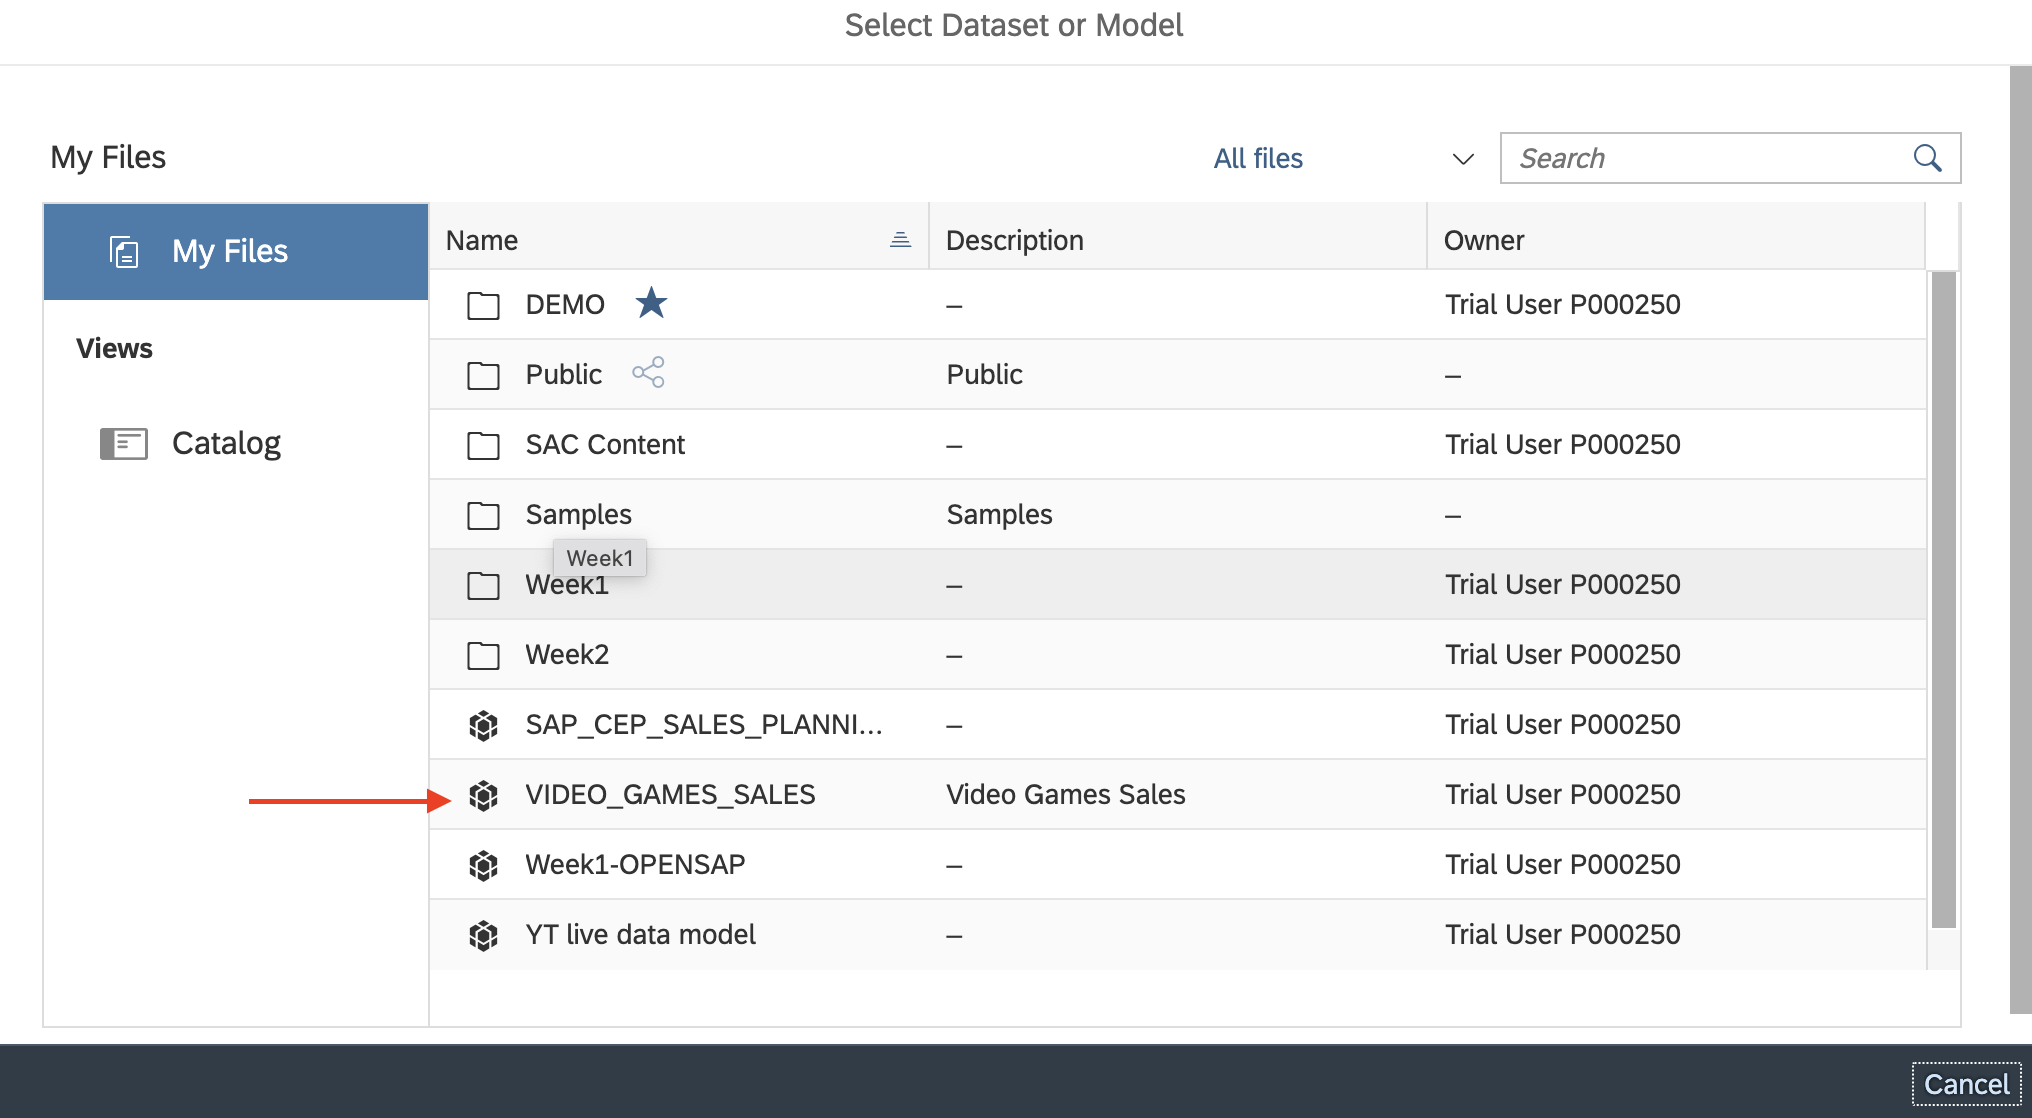 Select Dataset or Model
My Files
All files
Search
My Files
Views
Catalog
Name Description Owner
DEMO – Trial User P000250
Public Public –
SAC Content – Trial User P000250
Samples Samples –
Week1
Week1 – Trial User P000250
Week2 – Trial User P000250
SAP_CEP_SALES_PLANNI... – Trial User P000250
VIDEO_GAMES_SALES Video Games Sales Trial User P000250
Week1-OPENSAP – Trial User P000250
YT live data model – Trial User P000250
Cancel